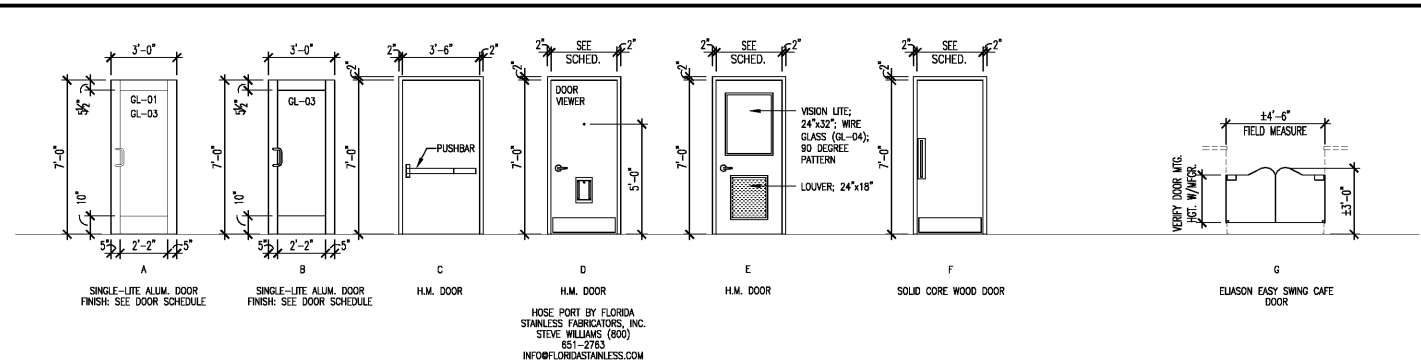 3'-0"
5½"
GL-01
GL-03
7'-0"
10"
5"
2'-2"
5"
A
SINGLE-LITE ALUM. DOOR
FINISH: SEE DOOR SCHEDULE
3'-0"
5½"
GL-03
7'-0"
10"
5"
2'-2"
5"
B
SINGLE-LITE ALUM. DOOR
FINISH: SEE DOOR SCHEDULE
2"
3'-6"
2"
2"
7'-0"
PUSHBAR
C
H.M. DOOR
2"
SEE
SCHED.
2"
2"
7'-0"
DOOR
VIEWER
5'-0"
D
H.M. DOOR
HOSE PORT BY FLORIDA
STAINLESS FABRICATORS, INC.
STEVE WILLIAMS (800)
651-2763
INFO@FLORIDASTAINLESS.COM
2"
SEE
SCHED.
2"
2"
7'-0"
VISION LITE;
24"x32"; WIRE
GLASS (GL-04);
90 DEGREE
PATTERN
LOUVER; 24"x18"
E
H.M. DOOR
2"
SEE
SCHED.
2"
2"
7'-0"
F
SOLID CORE WOOD DOOR
±4'-6"
FIELD MEASURE
VERIFY DOOR MTG.
HGT. W/MFGR.
±3'-0"
G
ELIASON EASY SWING CAFE
DOOR